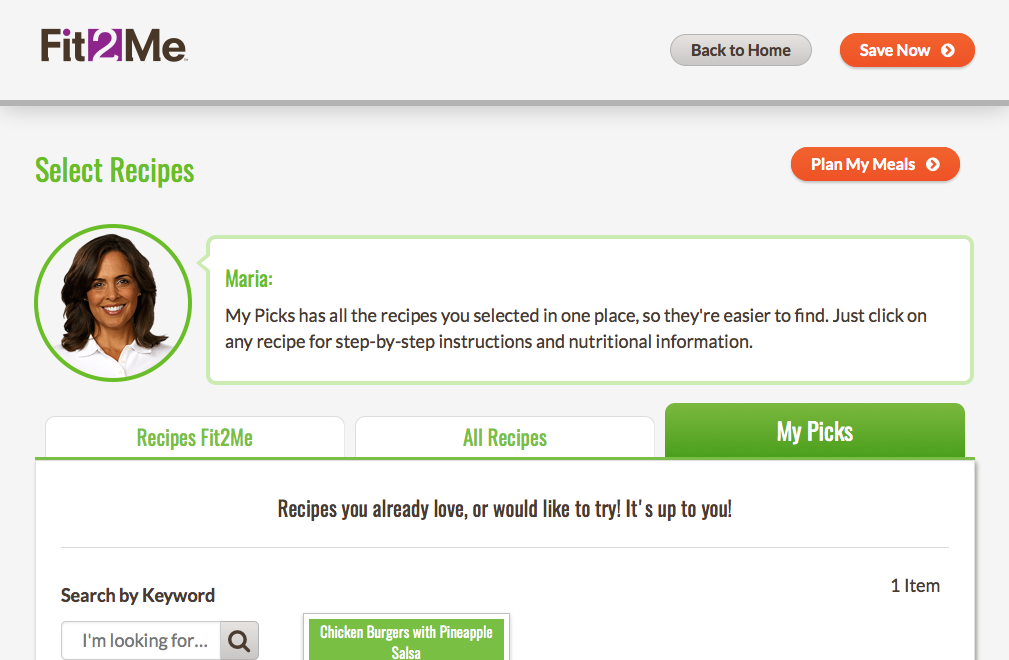 Fit2Me
Back to Home
Save Now
Select Recipes
Plan My Meals
Maria:
My Picks has all the recipes you selected in one place, so they're easier to find. Just click on
any recipe for step-by-step instructions and nutritional information.
Recipes Fit2Me
All Recipes
My Picks
Recipes you already love, or would like to try! It's up to you!
1 Item
Search by Keyword
I'm looking for...
Chicken Burgers with Pineapple
Salsa